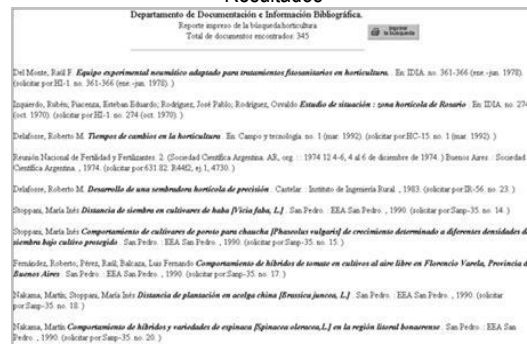 Resultados
Departamento de Documentación e Información Bibliográfica.
Reporte impreso de la búsqueda:horticultura
Total de documentos encontrados: 345
Imprimir
la búsqueda
Del Monte, Raúl F. Equipo experimental neumático adaptado para tratamientos fitosanitarios en horticultura. . En: IDIA. no. 361-366 (ene.-jun. 1978).
(solicitar por:HI-1. no. 361-366 (ene.-jun. 1978). )
Izquierdo, Rubén; Piacenza, Esteban Eduardo; Rodríguez, José Pablo; Rodríguez, Osvaldo Estudio de situación : zona hortícola de Rosario . En: IDIA. no. 274
(oct. 1970). (solicitar por:HI-1. no. 274 (oct. 1970). )
Delafiore, Roberto M. Tiempos de cambios en la horticultura . En: Campo y tecnología. no. 1 (mar. 1992). (solicitar por:HC-15. no. 1 (mar. 1992). )
Reunión Nacional de Fertilidad y Fertilizantes. 2. (Sociedad Científica Argentina. AR, org. : : 1974 12 4-6, 4 al 6 de diciembre de 1974. ) Buenos Aires : Sociedad
Científica Argentina. , 1974. (solicitar por:631.82. R4482, ej.1, 4730. )
Delafiore, Roberto M. Desarrollo de una sembradora hortícola de precisión . Castelar : Instituto de Ingeniería Rural. , 1983. (solicitar por:IR-56. no. 23. )
Stoppani, María Inés Distancia de siembra en cultivares de haba [Vicia faba, L.] . San Pedro : EEA San Pedro. , 1990. (solicitar por:Sanp-35. no. 14. )
Stoppani, María Inés Comportamiento de cultivares de poroto para chaucha [Phaseolus vulgaris] de crecimiento determinado a diferentes densidades de
siembra bajo cultivo protegido . San Pedro : EEA San Pedro. , 1990. (solicitar por:Sanp-35. no. 15. )
Fernández, Roberto; Pérez, Raúl; Balcaza, Luis Fernando Comportamiento de híbridos de tomate en cultivos al aire libre en Florencio Varela, Provincia de
Buenos Aires . San Pedro : EEA San Pedro. , 1990. (solicitar por:Sanp-35. no. 17. )
Nakama, Martín; Stoppani, María Inés Distancia de plantación en acelga china [Brassica juncea, L.] . San Pedro : EEA San Pedro. , 1990. (solicitar
por:Sanp-35. no. 18. )
Nakama, Martín Comportamiento de híbridos y variedades de espinaca [Spinacea oleracea,L.] en la región litoral bonaerense . San Pedro : EEA San
Pedro. , 1990. (solicitar por:Sanp-35. no. 20. )